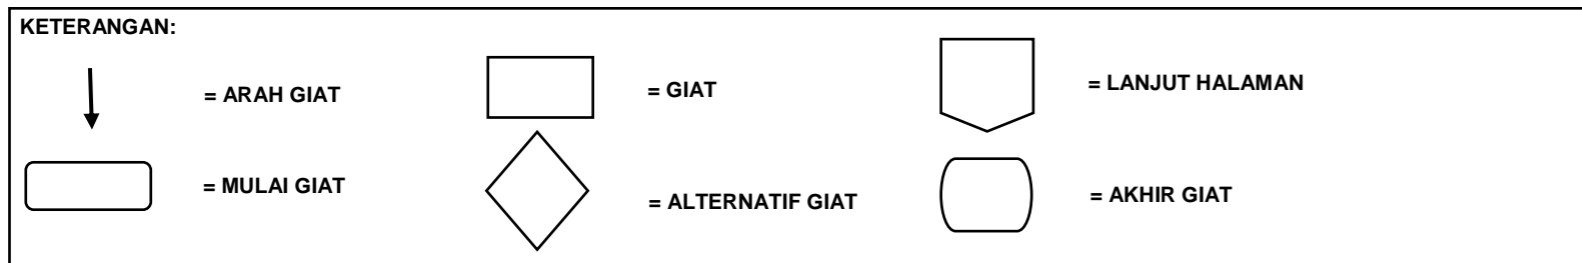 KETERANGAN:
= ARAH GIAT
= GIAT
= LANJUT HALAMAN
= MULAI GIAT
= ALTERNATIF GIAT
= AKHIR GIAT